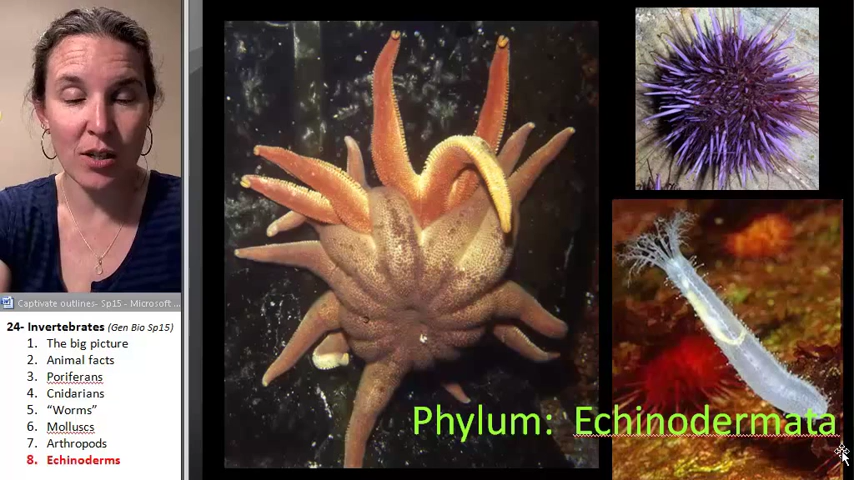 Captivate outlines- Sp15 - Microsoft ...
24- Invertebrates (Gen Bio Sp15)
1. The big picture
2. Animal facts
3. Poriferans
4. Cnidarians
5. "Worms"
6. Molluscs
7. Arthropods
8. Echinoderms
Phylum: Echinodermata